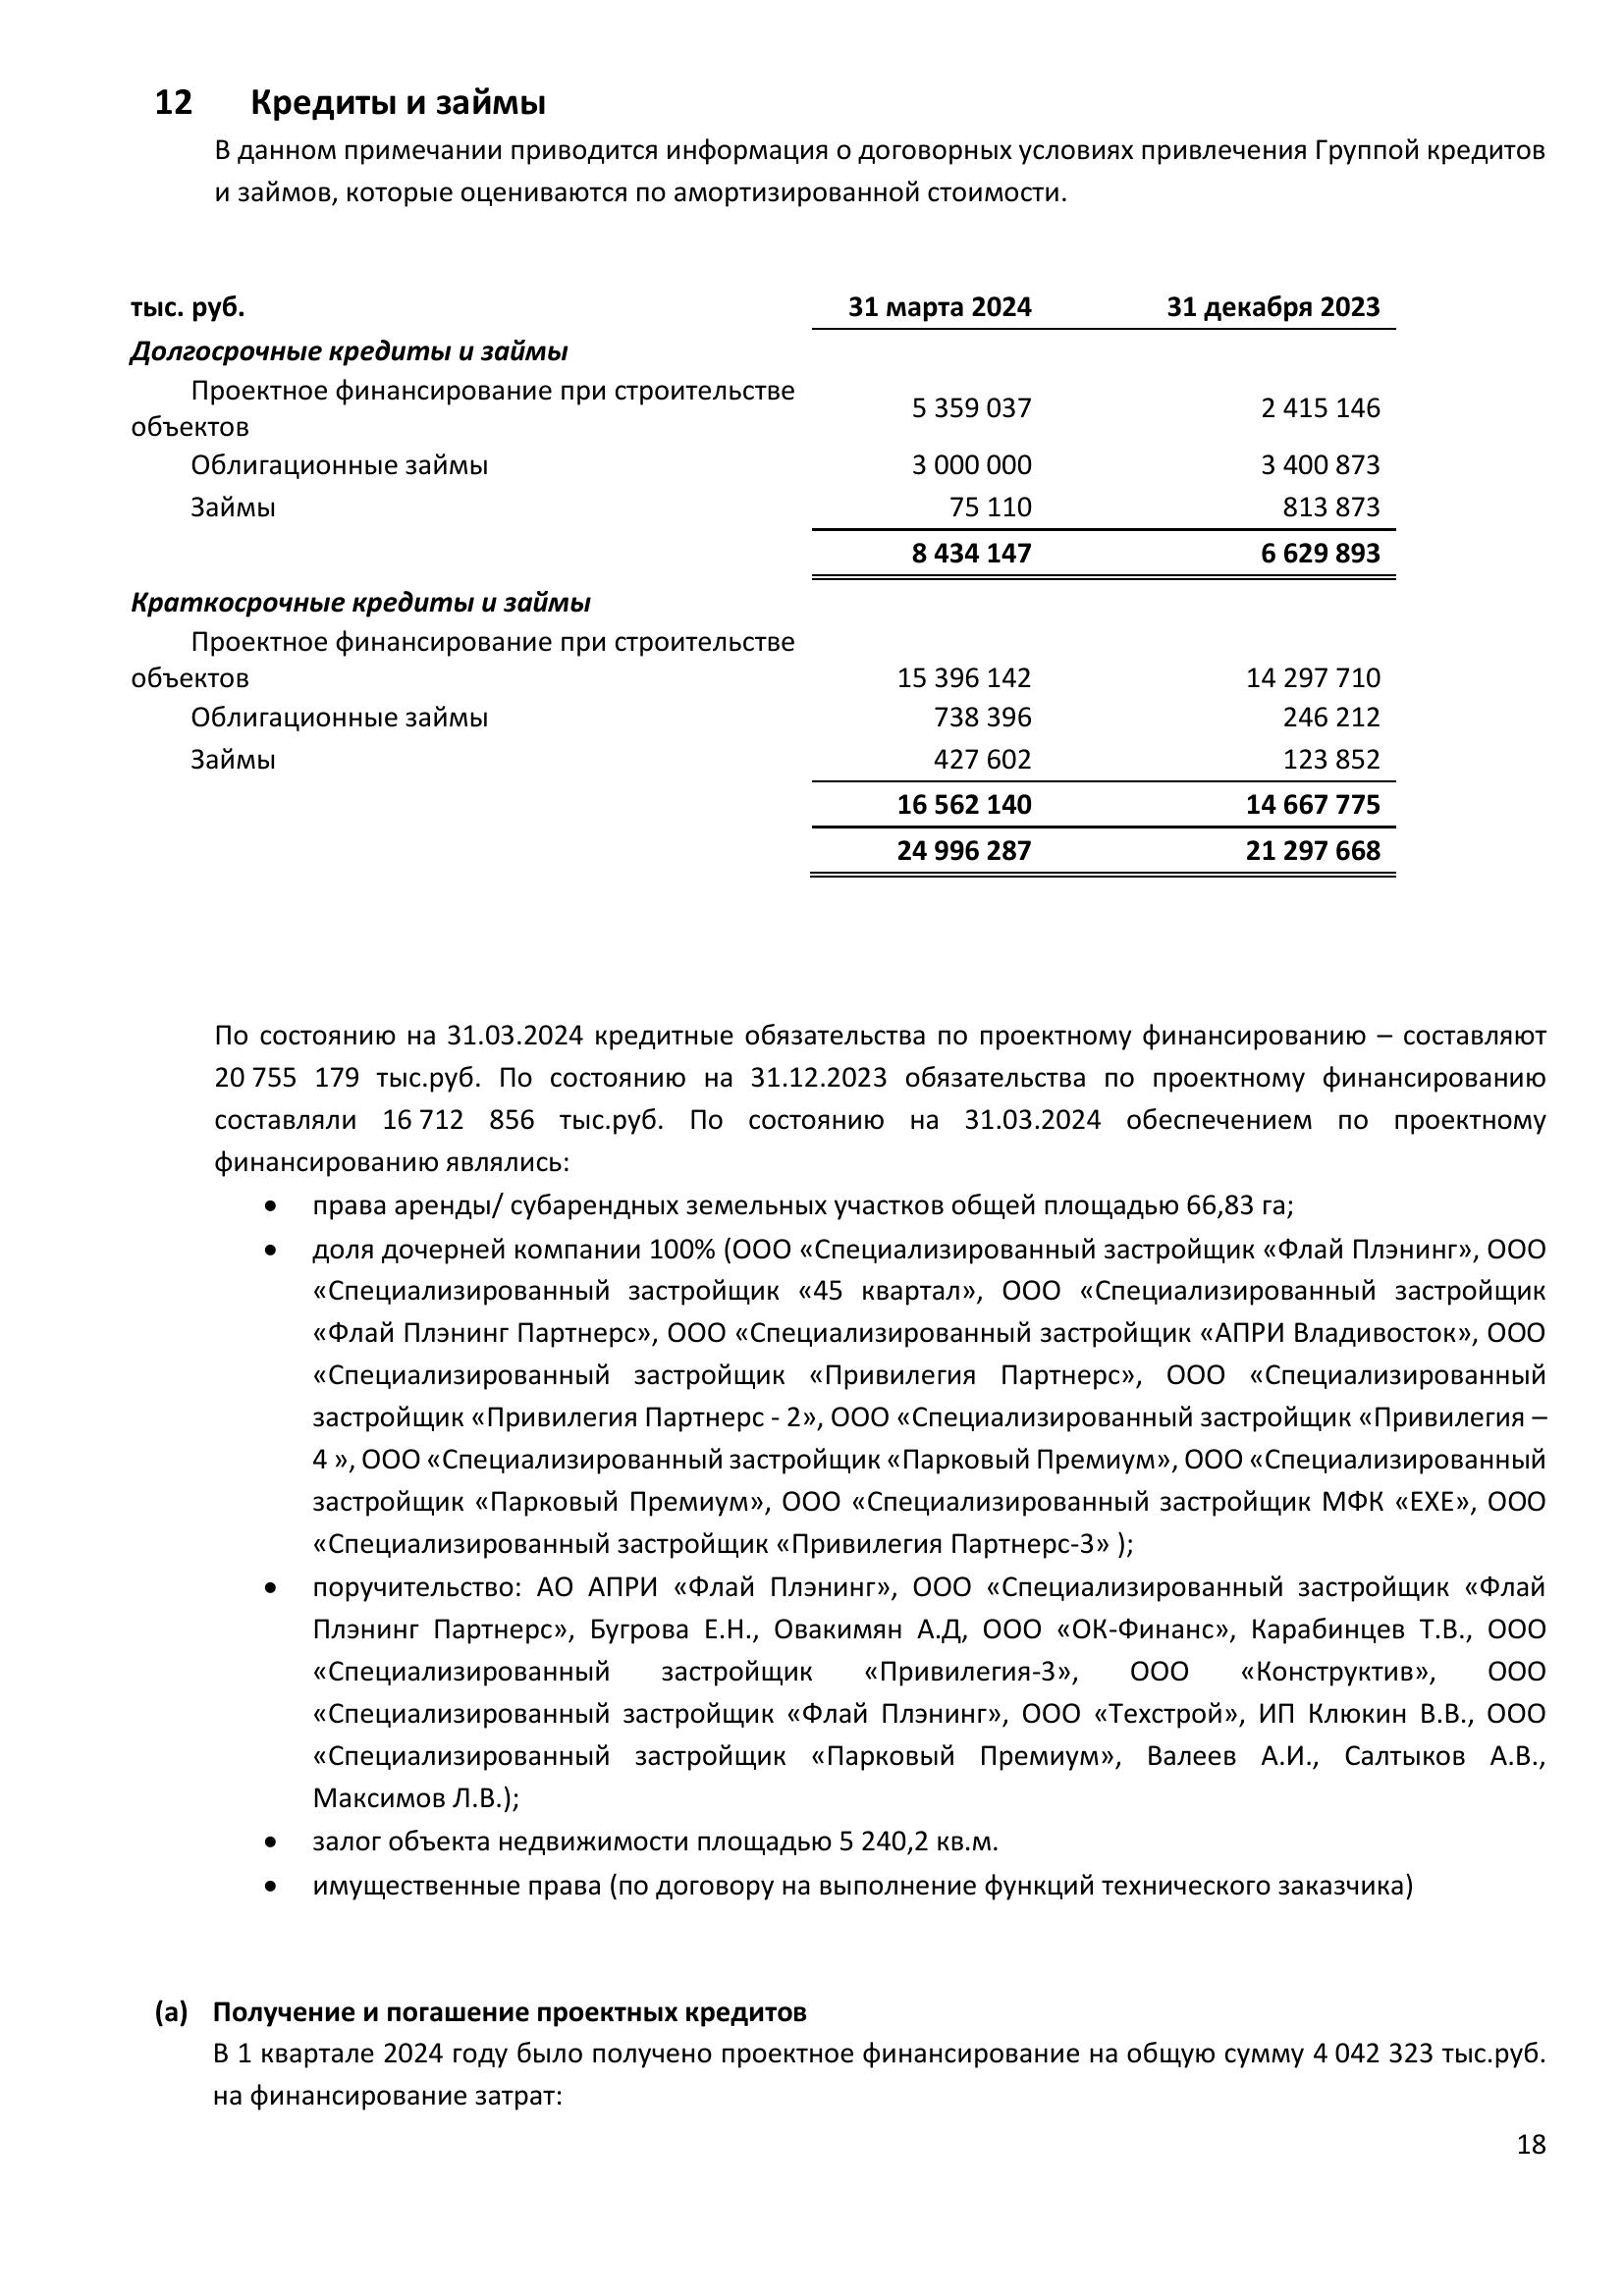 12 Кредиты и займы
В данном примечании приводится информация о договорных условиях привлечения Группой кредитов
и займов, которые оцениваются по амортизированной стоимости.
тыс. руб. 31 марта 2024 31 декабря 2023
Долгосрочные кредиты и займы
Проектное финансирование при строительстве
объектов 5 359 037 2 415 146
Облигационные займы 3 000 000 3 400 873
Займы 75 110 813 873
8 434 147 6 629 893
Краткосрочные кредиты и займы
Проектное финансирование при строительстве
объектов 15 396 142 14 297 710
Облигационные займы 738 396 246 212
Займы 427 602 123 852
16 562 140 14 667 775
24 996 287 21 297 668
По состоянию на 31.03.2024 кредитные обязательства по проектному финансированию – составляют
20 755 179 тыс.руб. По состоянию на 31.12.2023 обязательства по проектному финансированию
составляли 16 712 856 тыс.руб. По состоянию на 31.03.2024 обеспечением по проектному
финансированию являлись:
• права аренды/ субарендных земельных участков общей площадью 66,83 га;
• доля дочерней компании 100% (ООО «Специализированный застройщик «Флай Плэнинг», ООО
«Специализированный застройщик «45 квартал», ООО «Специализированный застройщик
«Флай Плэнинг Партнерс», ООО «Специализированный застройщик «АПРИ Владивосток», ООО
«Специализированный застройщик «Привилегия Партнерс», ООО «Специализированный
застройщик «Привилегия Партнерс - 2», ООО «Специализированный застройщик «Привилегия –
4 », ООО «Специализированный застройщик «Парковый Премиум», ООО «Специализированный
застройщик «Парковый Премиум», ООО «Специализированный застройщик МФК «ЕХЕ», ООО
«Специализированный застройщик «Привилегия Партнерс-3» );
• поручительство: АО АПРИ «Флай Плэнинг», ООО «Специализированный застройщик «Флай
Плэнинг Партнерс», Бугрова Е.Н., Овакимян А.Д, ООО «ОК-Финанс», Карабинцев Т.В., ООО
«Специализированный застройщик «Привилегия-3», ООО «Конструктив», ООО
«Специализированный застройщик «Флай Плэнинг», ООО «Техстрой», ИП Клюкин В.В., ООО
«Специализированный застройщик «Парковый Премиум», Валеев А.И., Салтыков А.В.,
Максимов Л.В.);
• залог объекта недвижимости площадью 5 240,2 кв.м.
• имущественные права (по договору на выполнение функций технического заказчика)
(a) Получение и погашение проектных кредитов
В 1 квартале 2024 году было получено проектное финансирование на общую сумму 4 042 323 тыс.руб.
на финансирование затрат:
18